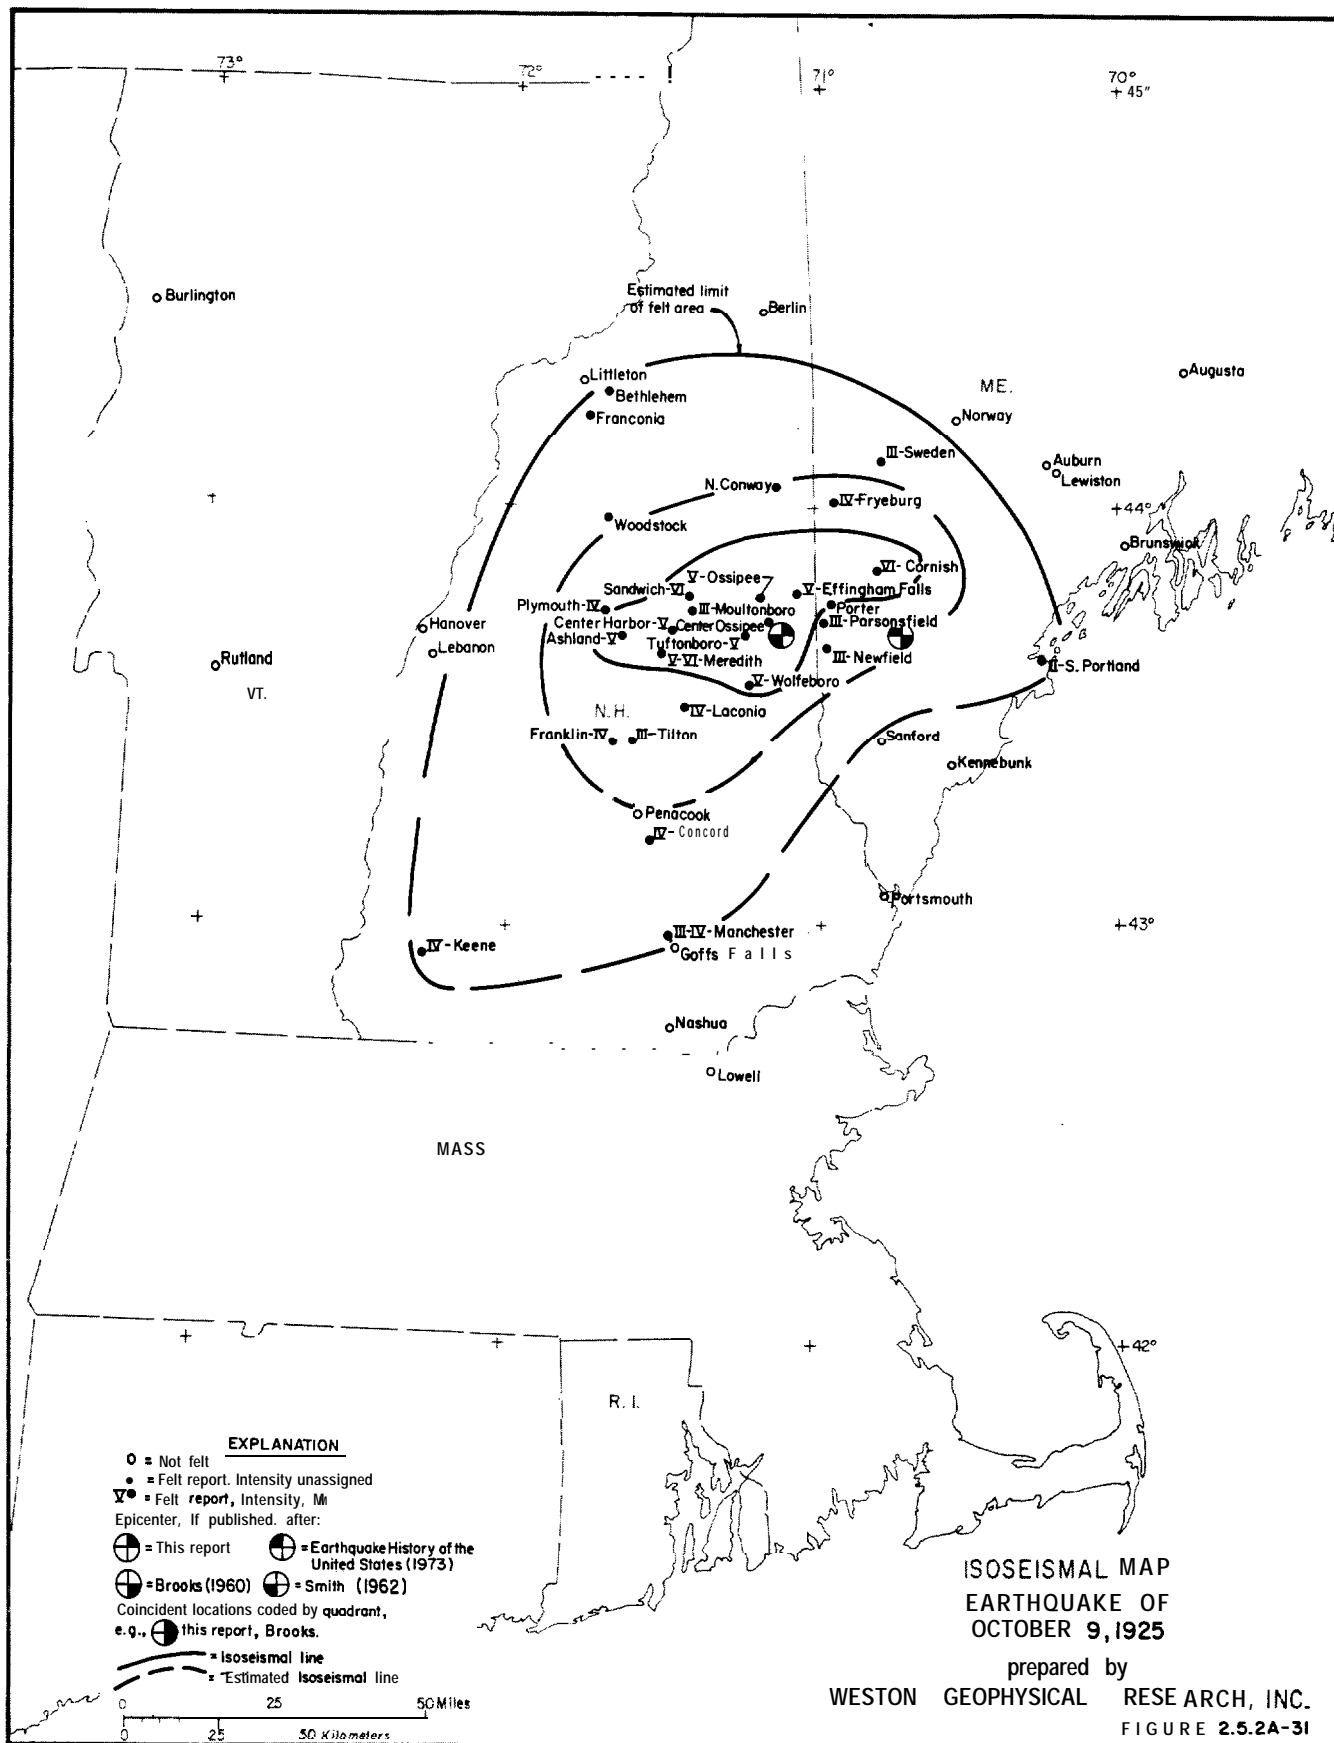 73°
72°
71°
70°
45"
Estimated limit
of felt area
Berlin
Burlington
Littleton
Bethlehem
Franconia
ME.
Augusta
Norway
III-Sweden
Auburn
Lewiston
N. Conway
IV-Fryeburg
44°
Woodstock
Brunswick
VI-Cornish
V-Ossipee
Sandwich-VI
V-Effingham Falls
Plymouth-IV
III-Moultonboro
Porter
Center Harbor-V
Center Ossipee
III-Parsonsfield
Hanover
Ashland-V
Tuftonboro-V
Lebanon
Rutland
V-VI-Meredith
III-Newfield
II-S. Portland
VT.
V-Wolfeboro
N.H.
IV-Laconia
Franklin-IV
III-Tilton
Sanford
Kennebunk
Penacook
IV-Concord
Portsmouth
43°
III-IV-Manchester
IV-Keene
Goffs Falls
Nashua
Lowell
MASS
42°
R. I.
EXPLANATION
O = Not felt
• = Felt report. Intensity unassigned
V• = Felt report, Intensity, MM
Epicenter, If published. after:
= This report
= Earthquake History of the
United States (1973)
= Brooks (1960)
= Smith (1962)
Coincident locations coded by quadrant,
e.g., this report, Brooks.
= Isoseismal line
= Estimated Isoseismal line
0 25 50 Miles
0 25 50 Kilometers
ISOSEISMAL MAP
EARTHQUAKE OF
OCTOBER 9, 1925
prepared by
WESTON GEOPHYSICAL RESEARCH, INC.
FIGURE 2.5.2A-31